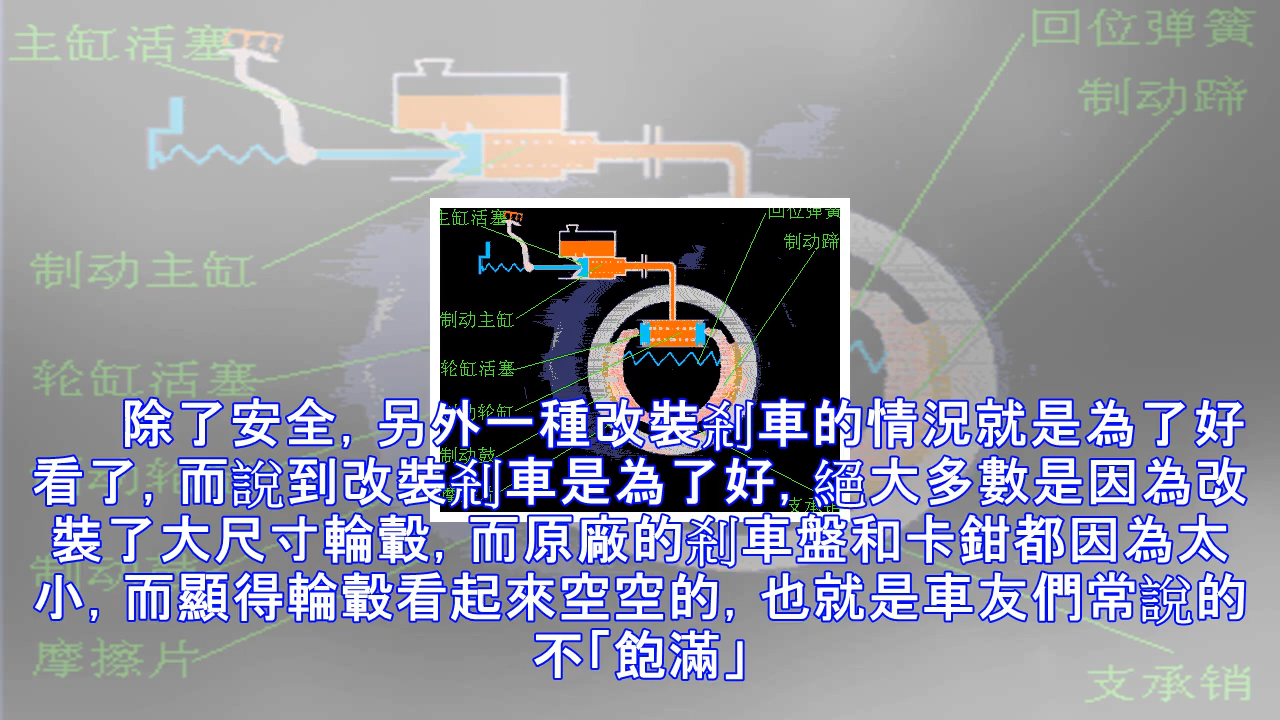 主缸活塞
回位弹簧
制动蹄
制动主缸
轮缸活塞
主缸活塞
回位弹簧
制动蹄
制动主缸
轮缸活塞
制动轮缸
制动鼓
支承销
除了安全,另外一種改裝剎車的情況就是為了好
看了,而說到改裝剎車是為了好,絕大多數是因為改
裝了大尺寸輪轂,而原廠的剎車盤和卡鉗都因為太
小,而顯得輪轂看起來空空的,也就是車友們常說的
不「飽滿」
摩擦片
支承销